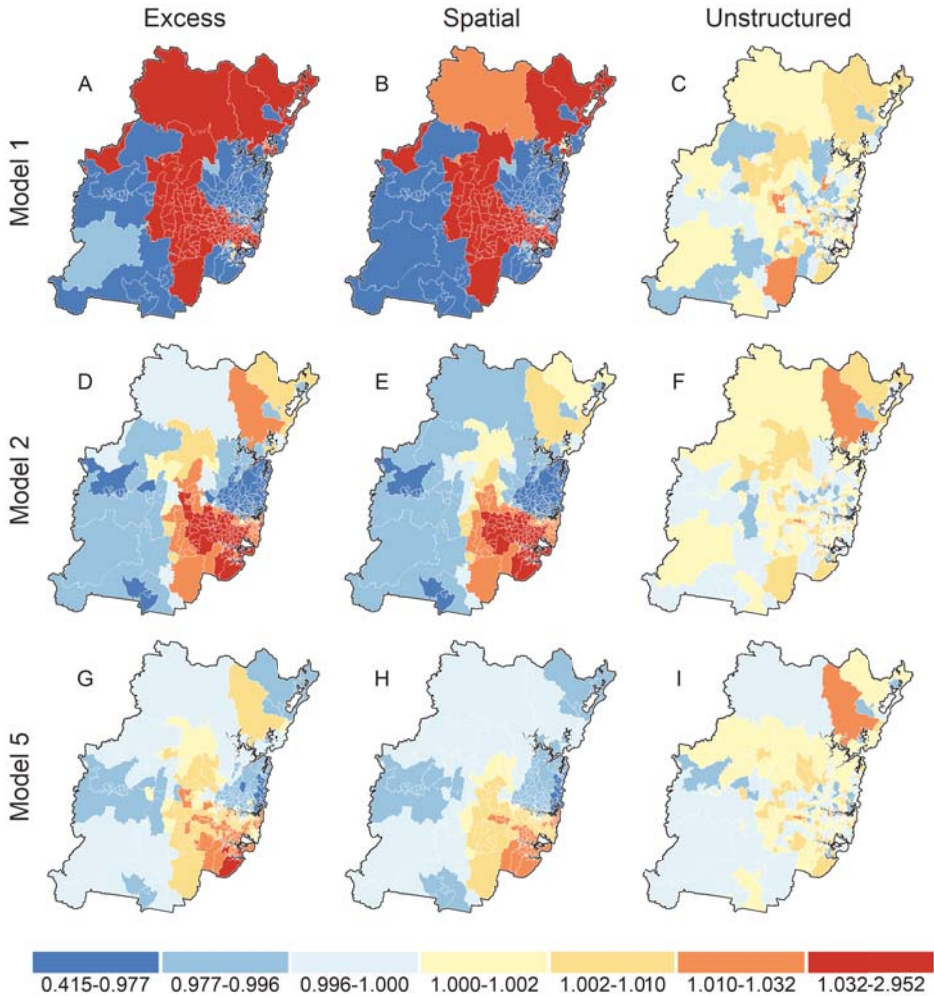 Excess Spatial Unstructured
A B C
Model 1
D E F
Model 2
G H I
Model 5
0.415-0.977 0.977-0.996 0.996-1.000 1.000-1.002 1.002-1.010 1.010-1.032 1.032-2.952